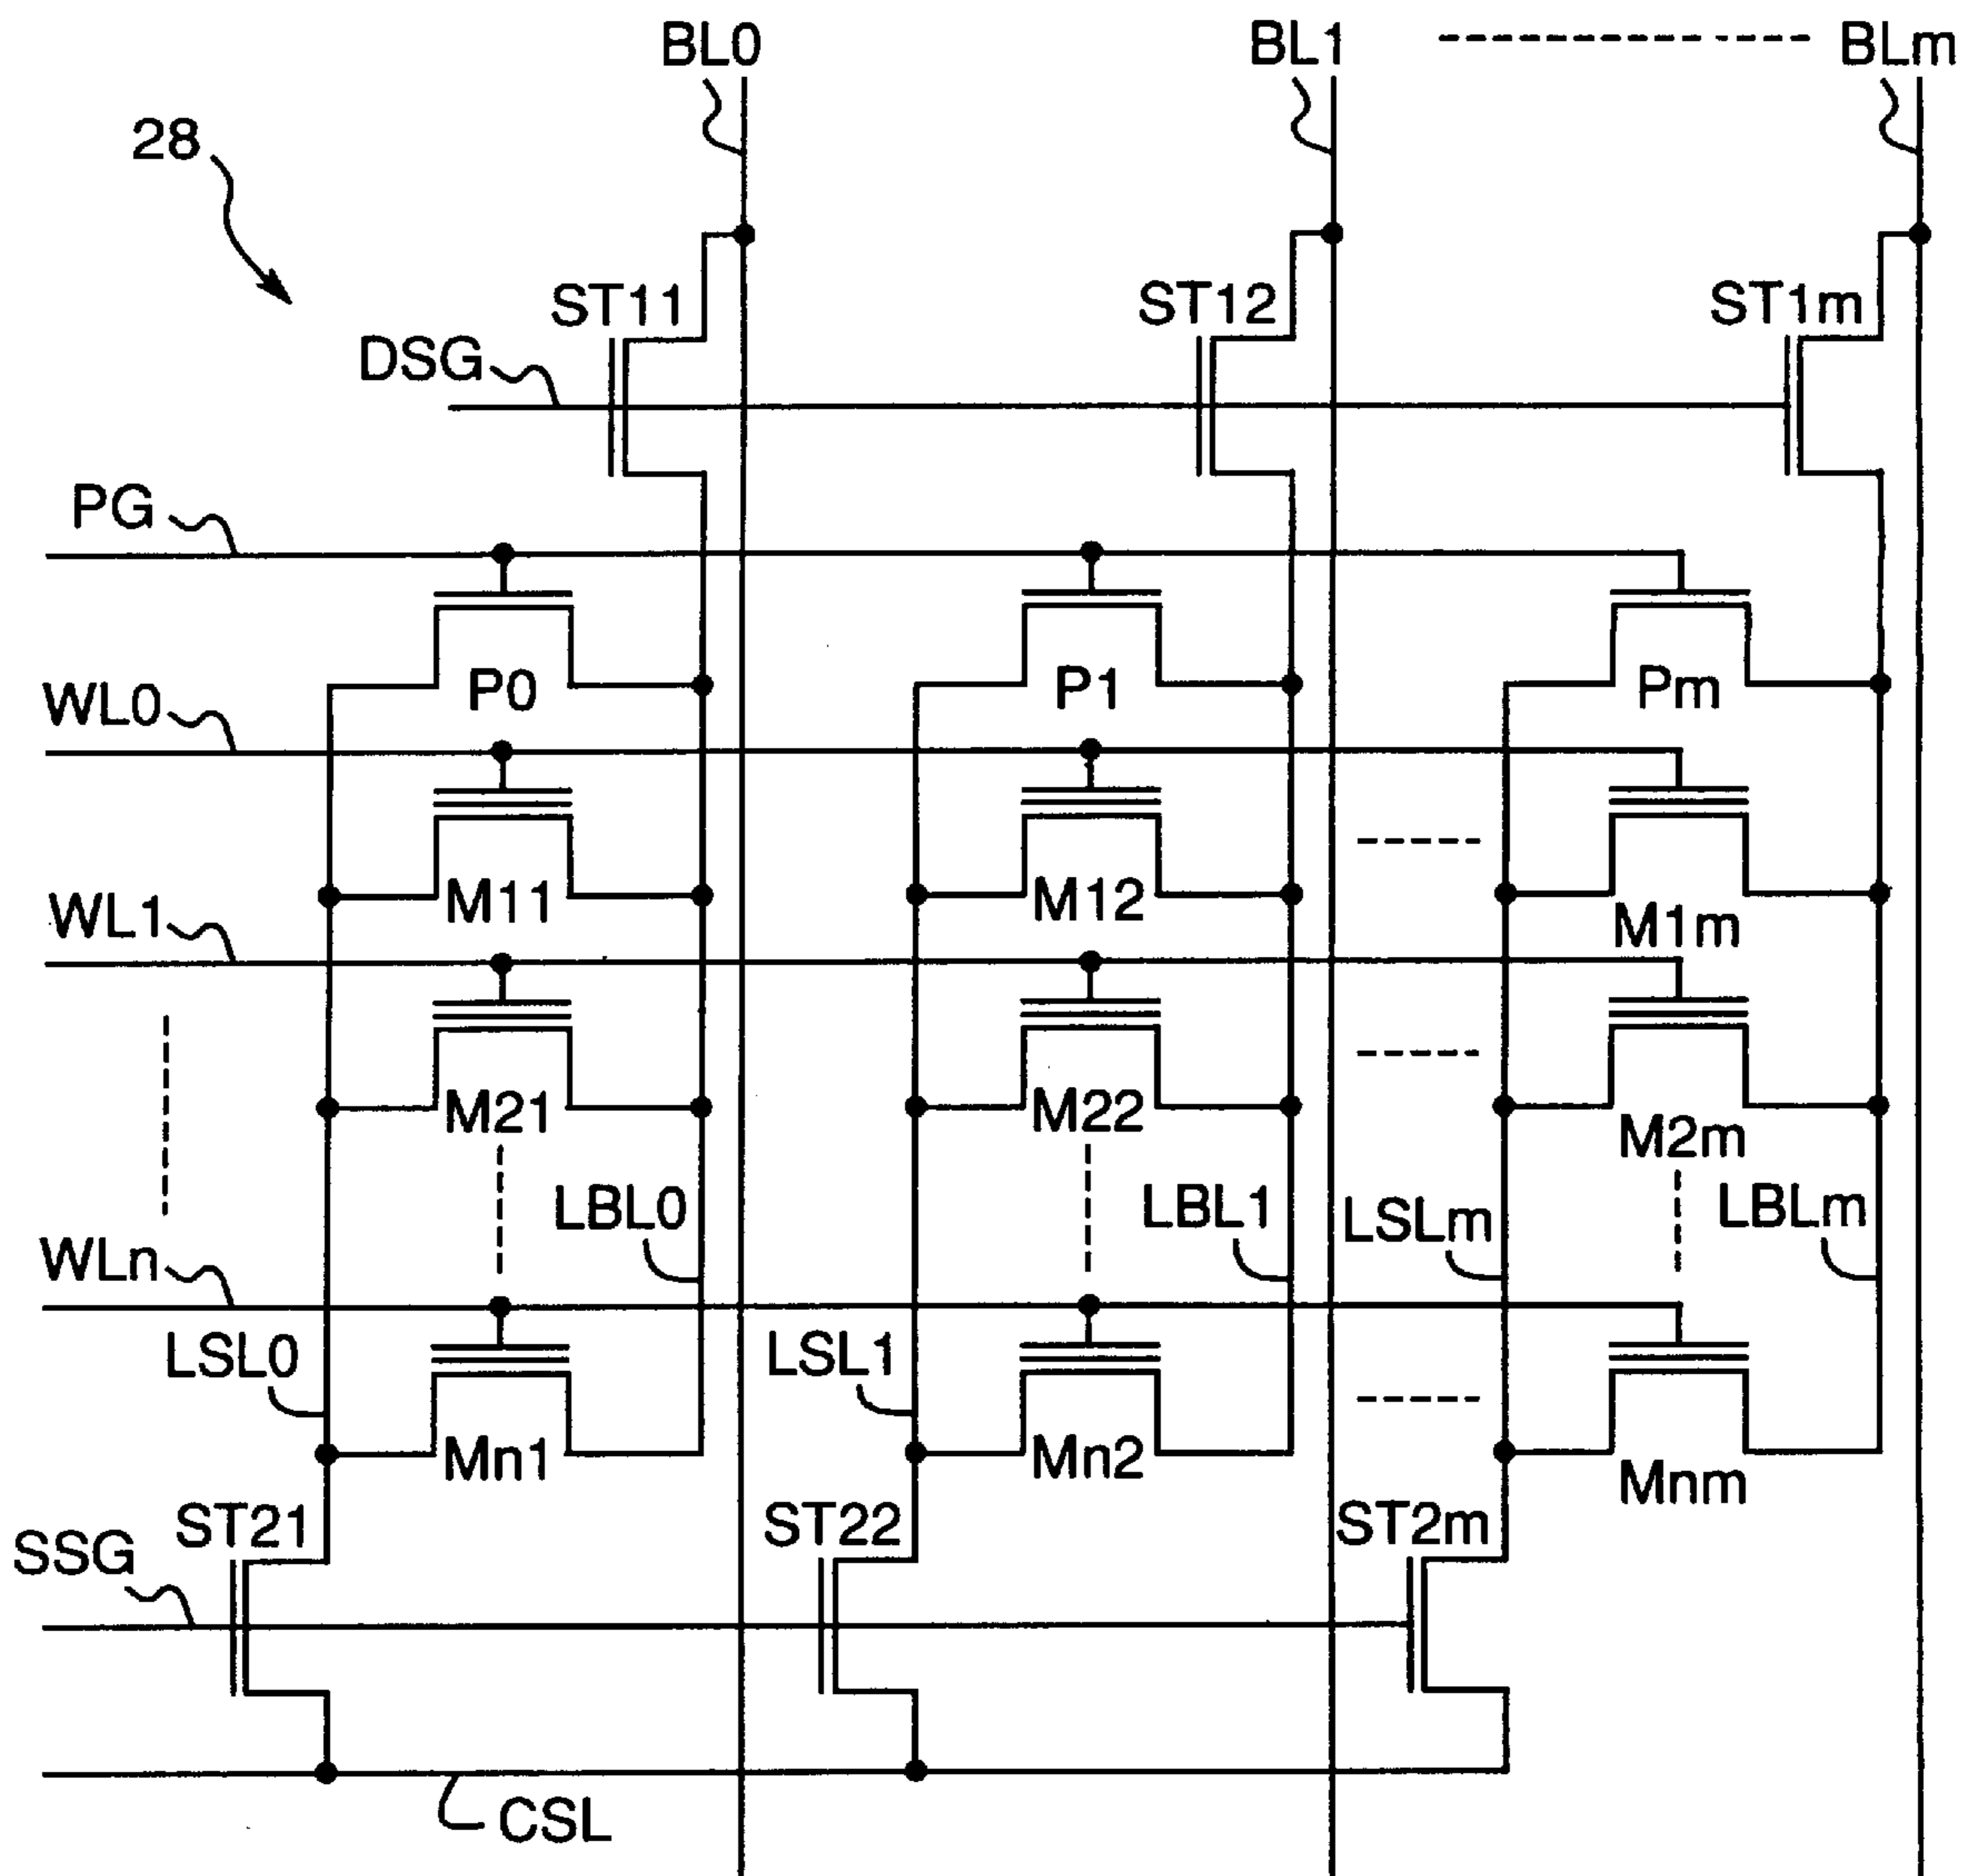 BL0 BL1 BLm
28
ST11 ST12 ST1m
DSG
PG
P0 P1 Pm
WL0
M11 M12 M1m
WL1
M21 M22 M2m
LBL0 LBL1 LSLm LBLm
WLn
LSL0 LSL1
Mn1 Mn2 Mnm
ST21 ST22 ST2m
SSG
CSL